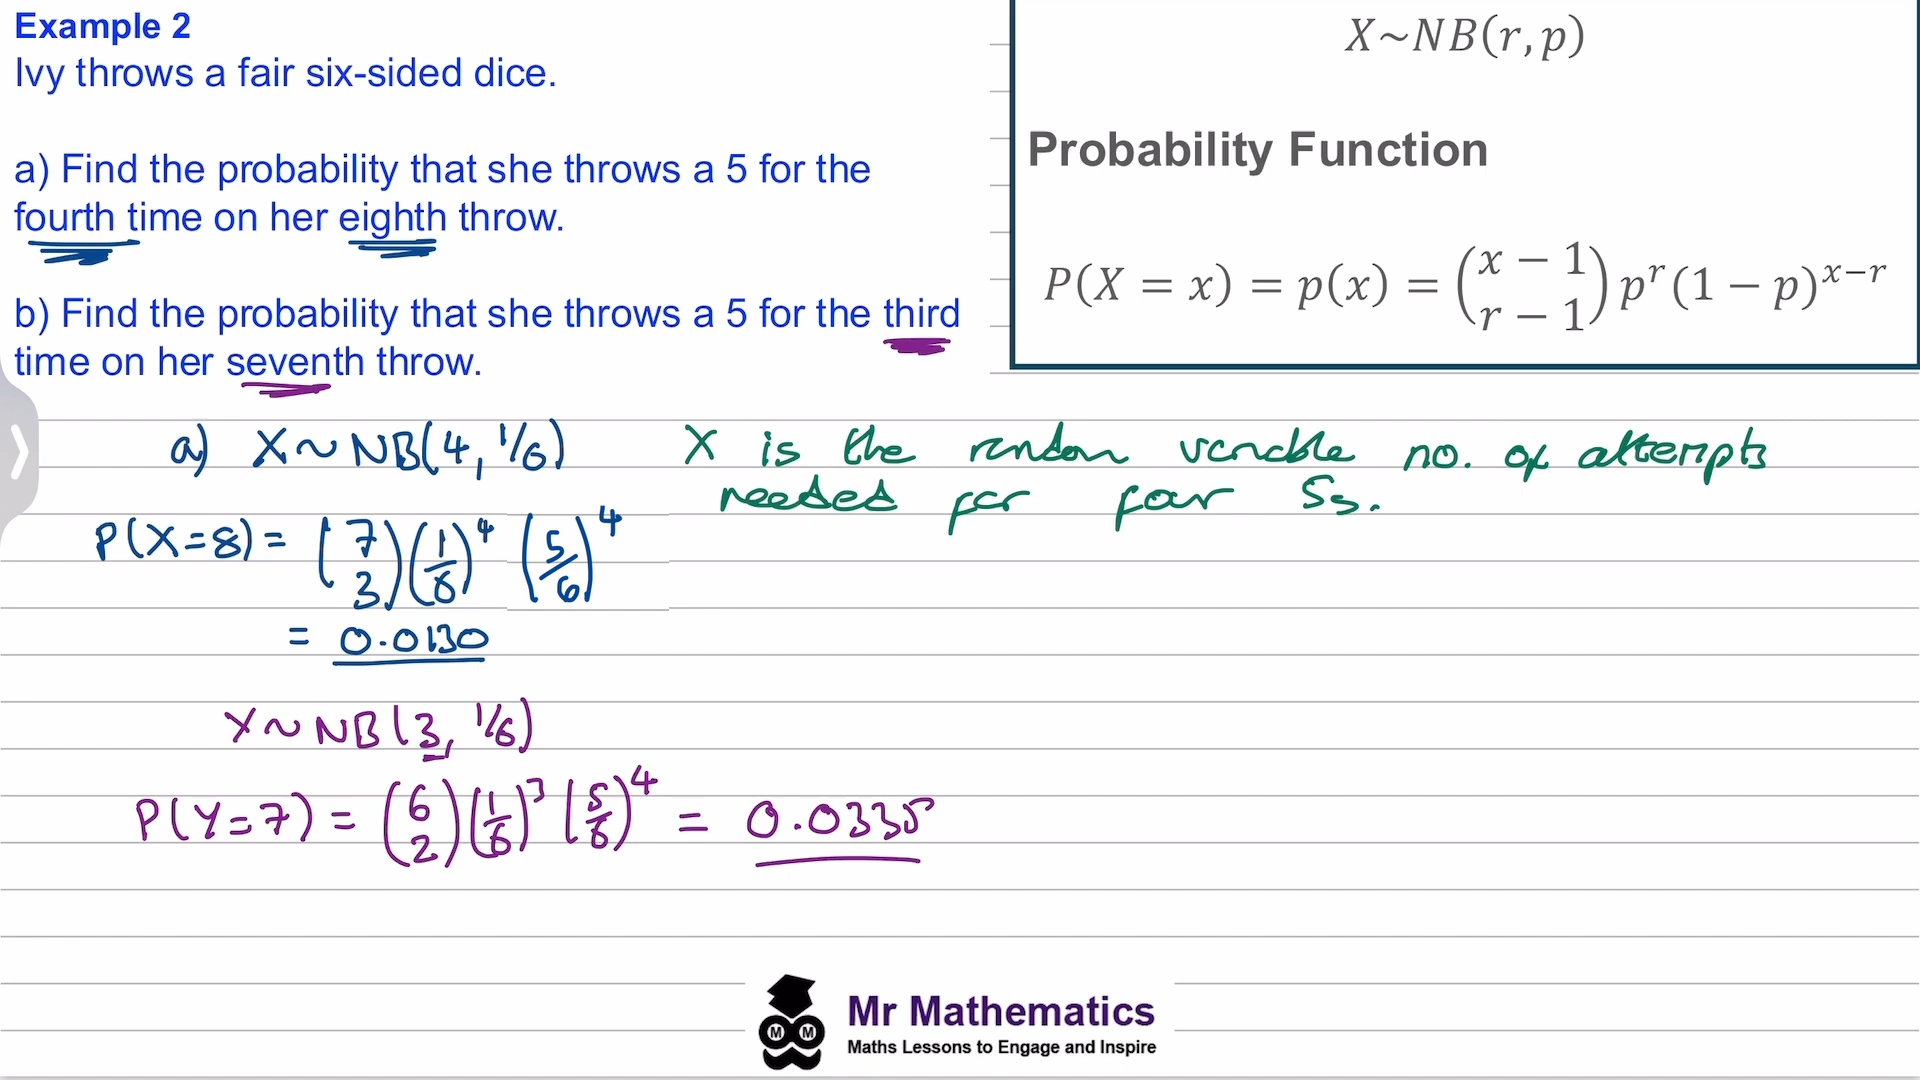 Example 2
Ivy throws a fair six-sided dice.
a) Find the probability that she throws a 5 for the
fourth time on her eighth throw.
b) Find the probability that she throws a 5 for the third
time on her seventh throw.
X~NB(r,p)
Probability Function
P(X = x) = p(x) = (x − 1 / r − 1) p^r (1 − p)^{x−r}
a) X ~ NB(4, 1/6)
X is the random variable no. of attempts
needed for four 5s.
P(X=8) = (7 / 3) (1/6)^4 (5/6)^4
= 0.0130
X ~ NB(3, 1/6)
P(Y=7) = (6 / 2) (1/6)^3 (5/6)^4 = 0.0335
M M
Mr Mathematics
Maths Lessons to Engage and Inspire